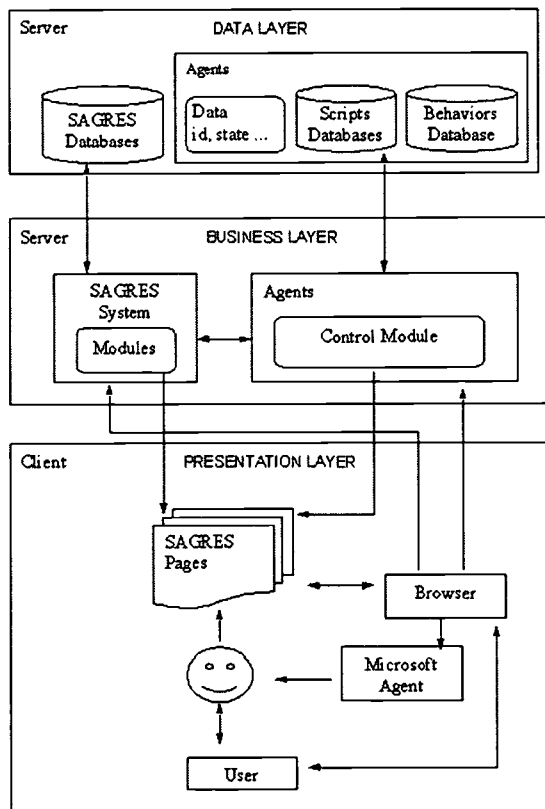 Server
DATA LAYER
SAGRES
Databases
Agents
Data
id, state ...
Scripts
Databases
Behaviors
Database
Server
BUSINESS LAYER
SAGRES
System
Modules
Agents
Control Module
Client
PRESENTATION LAYER
SAGRES
Pages
Browser
Microsoft
Agent
User